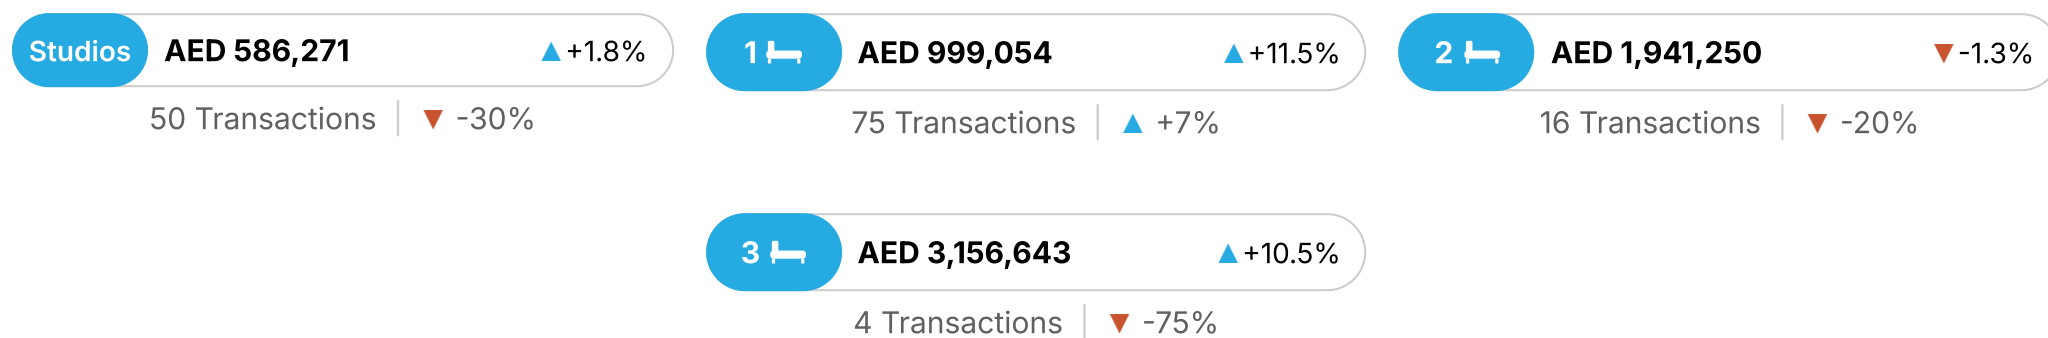 Studios AED 586,271 ▲+1.8%
50 Transactions | ▼ -30%
1 AED 999,054 ▲+11.5%
75 Transactions | ▲ +7%
2 AED 1,941,250 ▼-1.3%
16 Transactions | ▼ -20%
3 AED 3,156,643 ▲+10.5%
4 Transactions | ▼ -75%